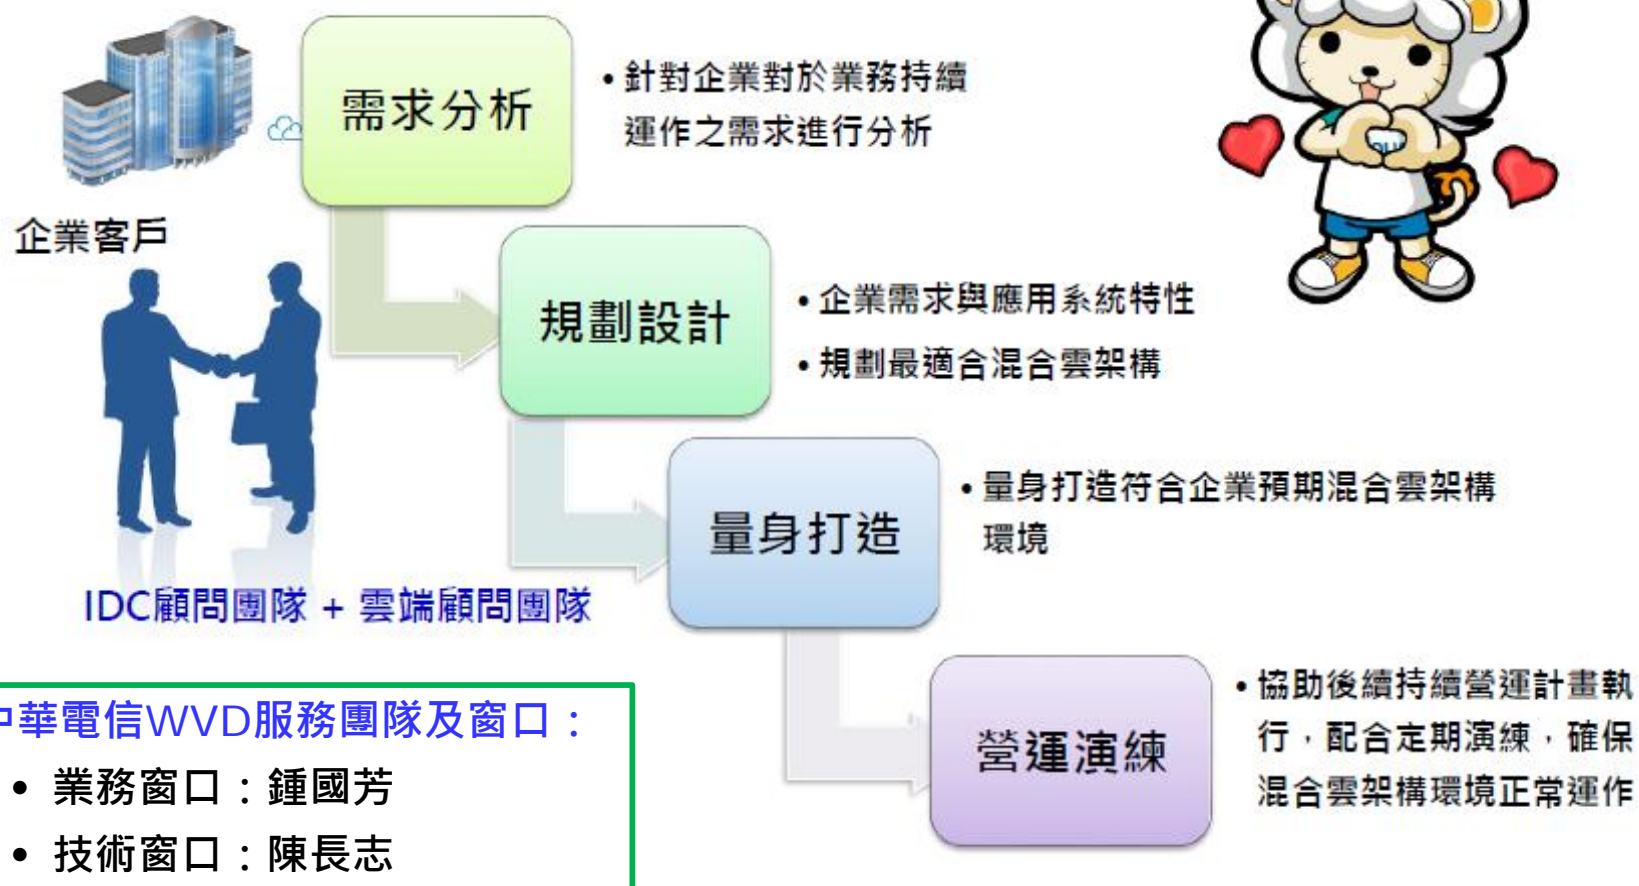 需求分析
• 針對企業對於業務持續
運作之需求進行分析
企業客戶
規劃設計
• 企業需求與應用系統特性
• 規劃最適合混合雲架構
量身打造
• 量身打造符合企業預期混合雲架構
環境
IDC顧問團隊 + 雲端顧問團隊
營運演練
• 協助後續持續營運計畫執
行，配合定期演練，確保
混合雲架構環境正常運作
中華電信WVD服務團隊及窗口：
• 業務窗口：鍾國芳
• 技術窗口：陳長志